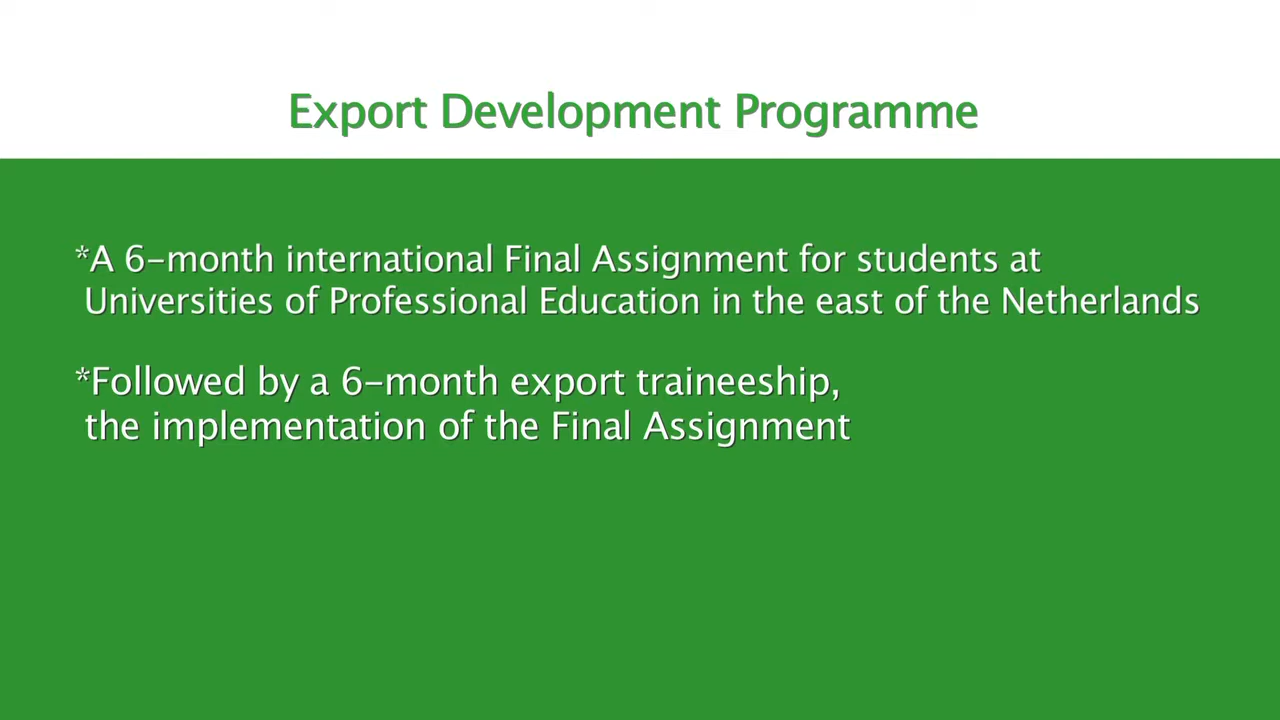 Export Development Programme
*A 6-month international Final Assignment for students at
Universities of Professional Education in the east of the Netherlands
*Followed by a 6-month export traineeship,
the implementation of the Final Assignment